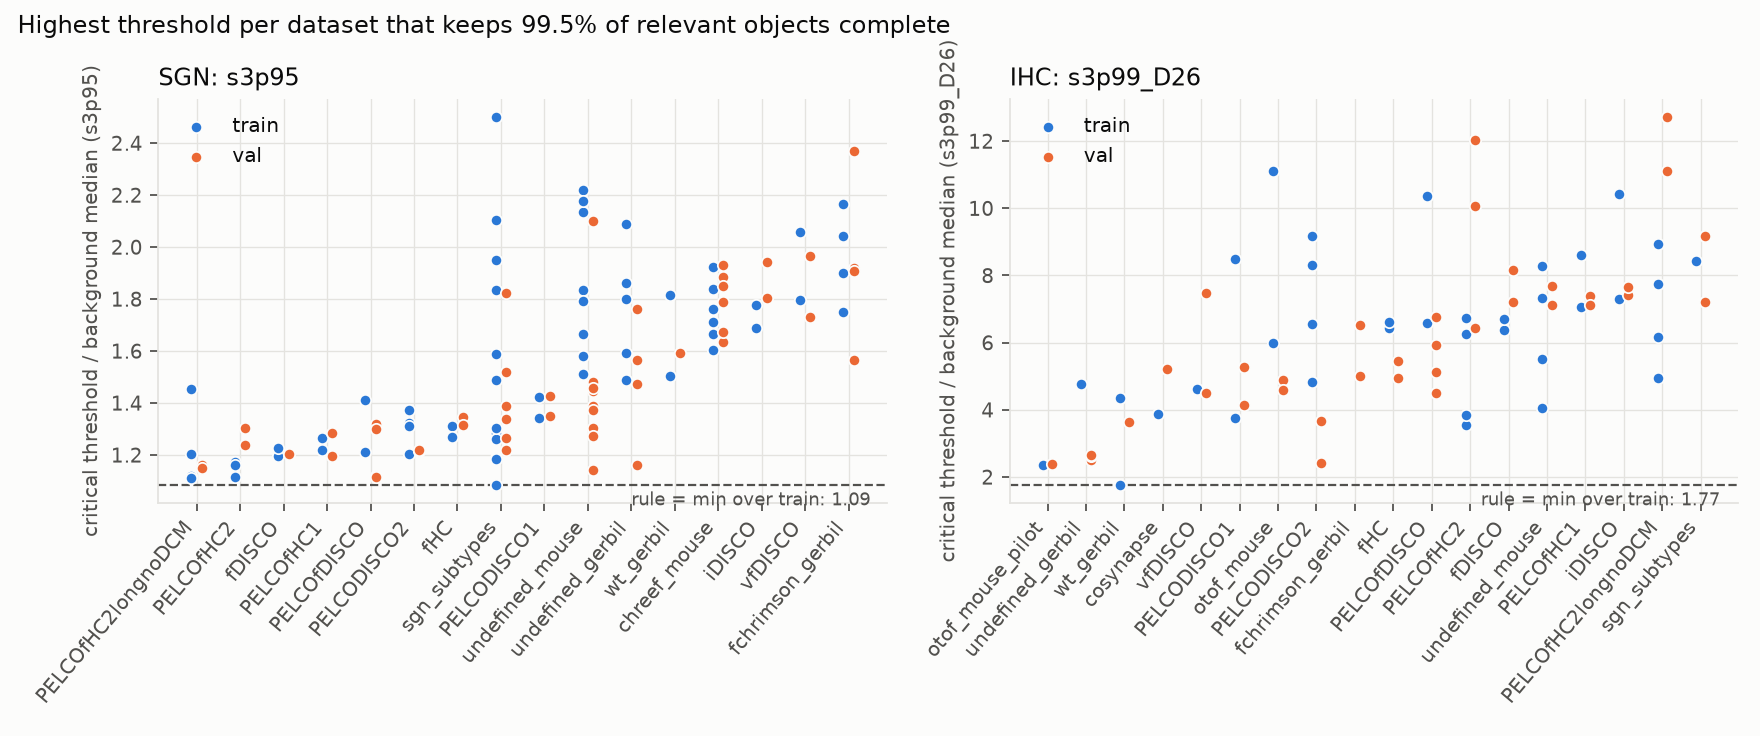 Highest threshold per dataset that keeps 99.5% of relevant objects complete
SGN: s3p95
critical threshold / background median (s3p95)
train
val
2.4
2.2
2.0
1.8
1.6
1.4
1.2
rule = min over train: 1.09
PELCOfHC2longnoDCM
PELCOfHC2
fDISCO
PELCOfHC1
PELCOfDISCO
PELCODISCO2
fHC
sgn_subtypes
PELCODISCO1
undefined_mouse
undefined_gerbil
wt_gerbil
chreef_mouse
iDISCO
vfDISCO
fchrimson_gerbil
IHC: s3p99_D26
critical threshold / background median (s3p99_D26)
train
val
12
10
8
6
4
2
rule = min over train: 1.77
otof_mouse_pilot
undefined_gerbil
wt_gerbil
cosynapse
vfDISCO
PELCODISCO1
otof_mouse
PELCODISCO2
fchrimson_gerbil
fHC
PELCOfDISCO
PELCOfHC2
fDISCO
undefined_mouse
PELCOfHC1
iDISCO
PELCOfHC2longnoDCM
sgn_subtypes